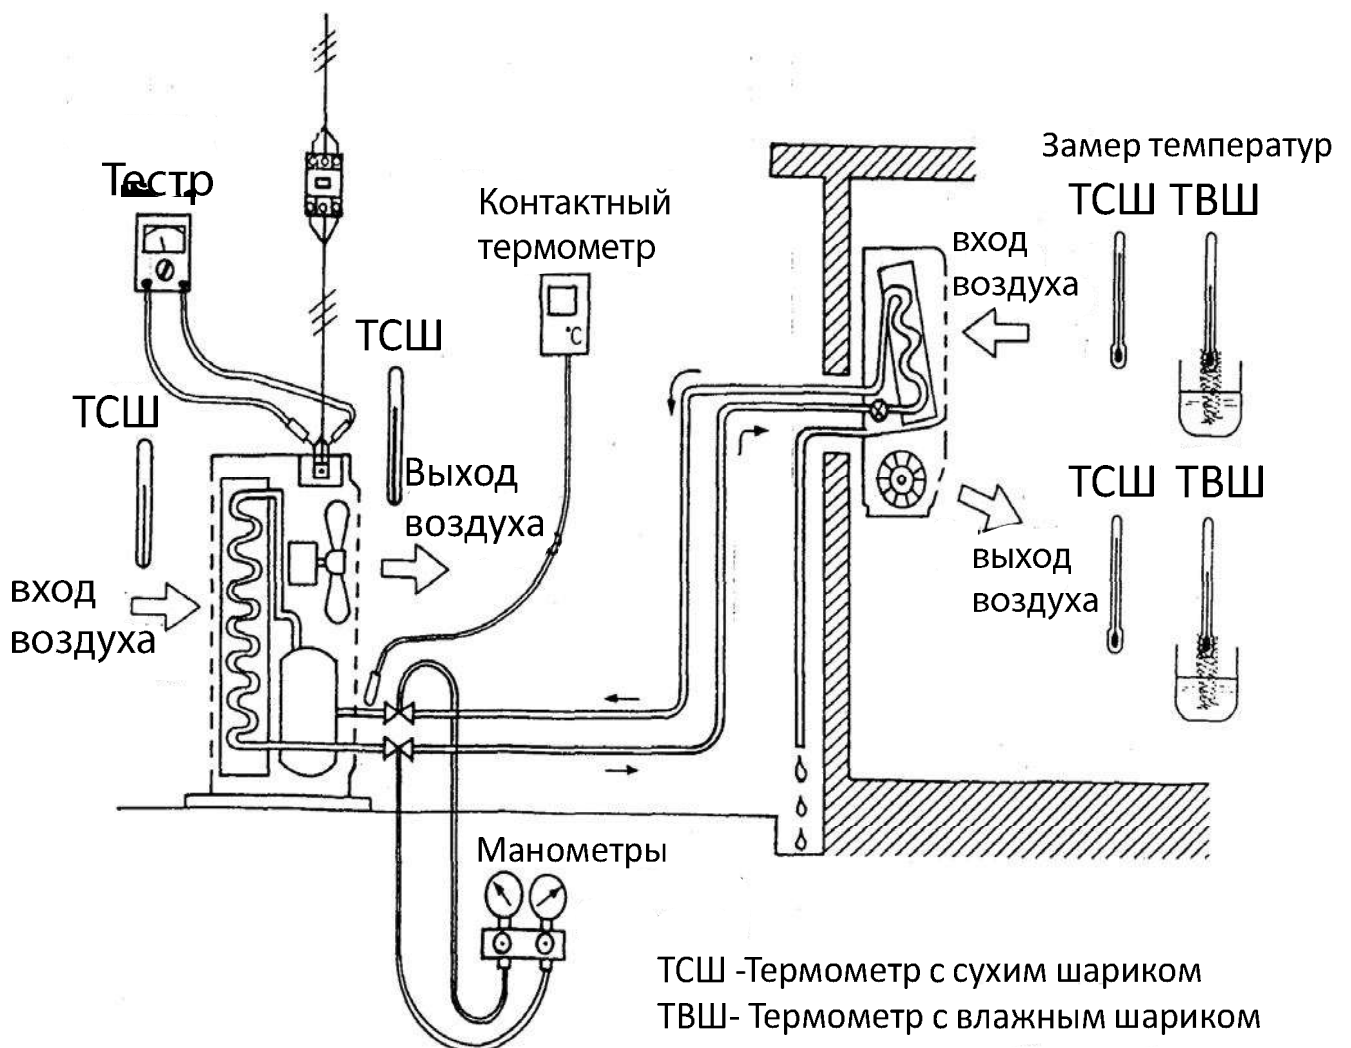 Замер температур
Тестр
ТСШ ТВШ
Контактный
термометр
вход
воздуха
°C
ТСШ
ТСШ
Выход
воздуха
ТСШ ТВШ
выход
воздуха
вход
воздуха
Манометры
ТСШ -Термометр с сухим шариком
ТВШ- Термометр с влажным шариком